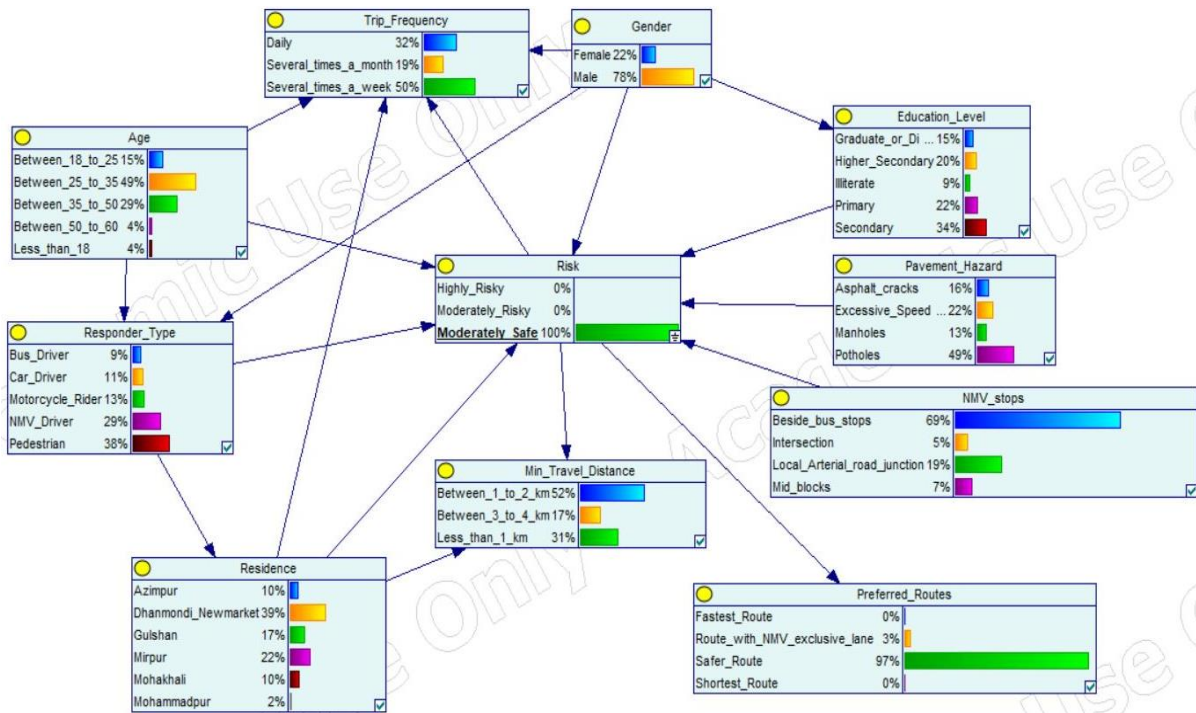 Trip_Frequency
Daily 32%
Several_times_a_month 19%
Several_times_a_week 50%
Gender
Female 22%
Male 78%
Education_Level
Graduate_or_Di ... 15%
Higher_Secondary 20%
Illiterate 9%
Primary 22%
Secondary 34%
Age
Between_18_to_25 15%
Between_25_to_35 49%
Between_35_to_50 29%
Between_50_to_60 4%
Less_than_18 4%
Risk
Highly_Risky 0%
Moderately_Risky 0%
Moderately_Safe 100%
Pavement_Hazard
Asphalt_cracks 16%
Excessive_Speed ... 22%
Manholes 13%
Potholes 49%
Responder_Type
Bus_Driver 9%
Car_Driver 11%
Motorcycle_Rider 13%
NMV_Driver 29%
Pedestrian 38%
NMV_stops
Beside_bus_stops 69%
Intersection 5%
Local_Arterial_road_junction 19%
Mid_blocks 7%
Min_Travel_Distance
Between_1_to_2_km 52%
Between_3_to_4_km 17%
Less_than_1_km 31%
Residence
Azimpur 10%
Dhanmondi_Newmarket 39%
Gulshan 17%
Mirpur 22%
Mohakhali 10%
Mohammadpur 2%
Preferred_Routes
Fastest_Route 0%
Route_with_NMV_exclusive_lane 3%
Safer_Route 97%
Shortest_Route 0%